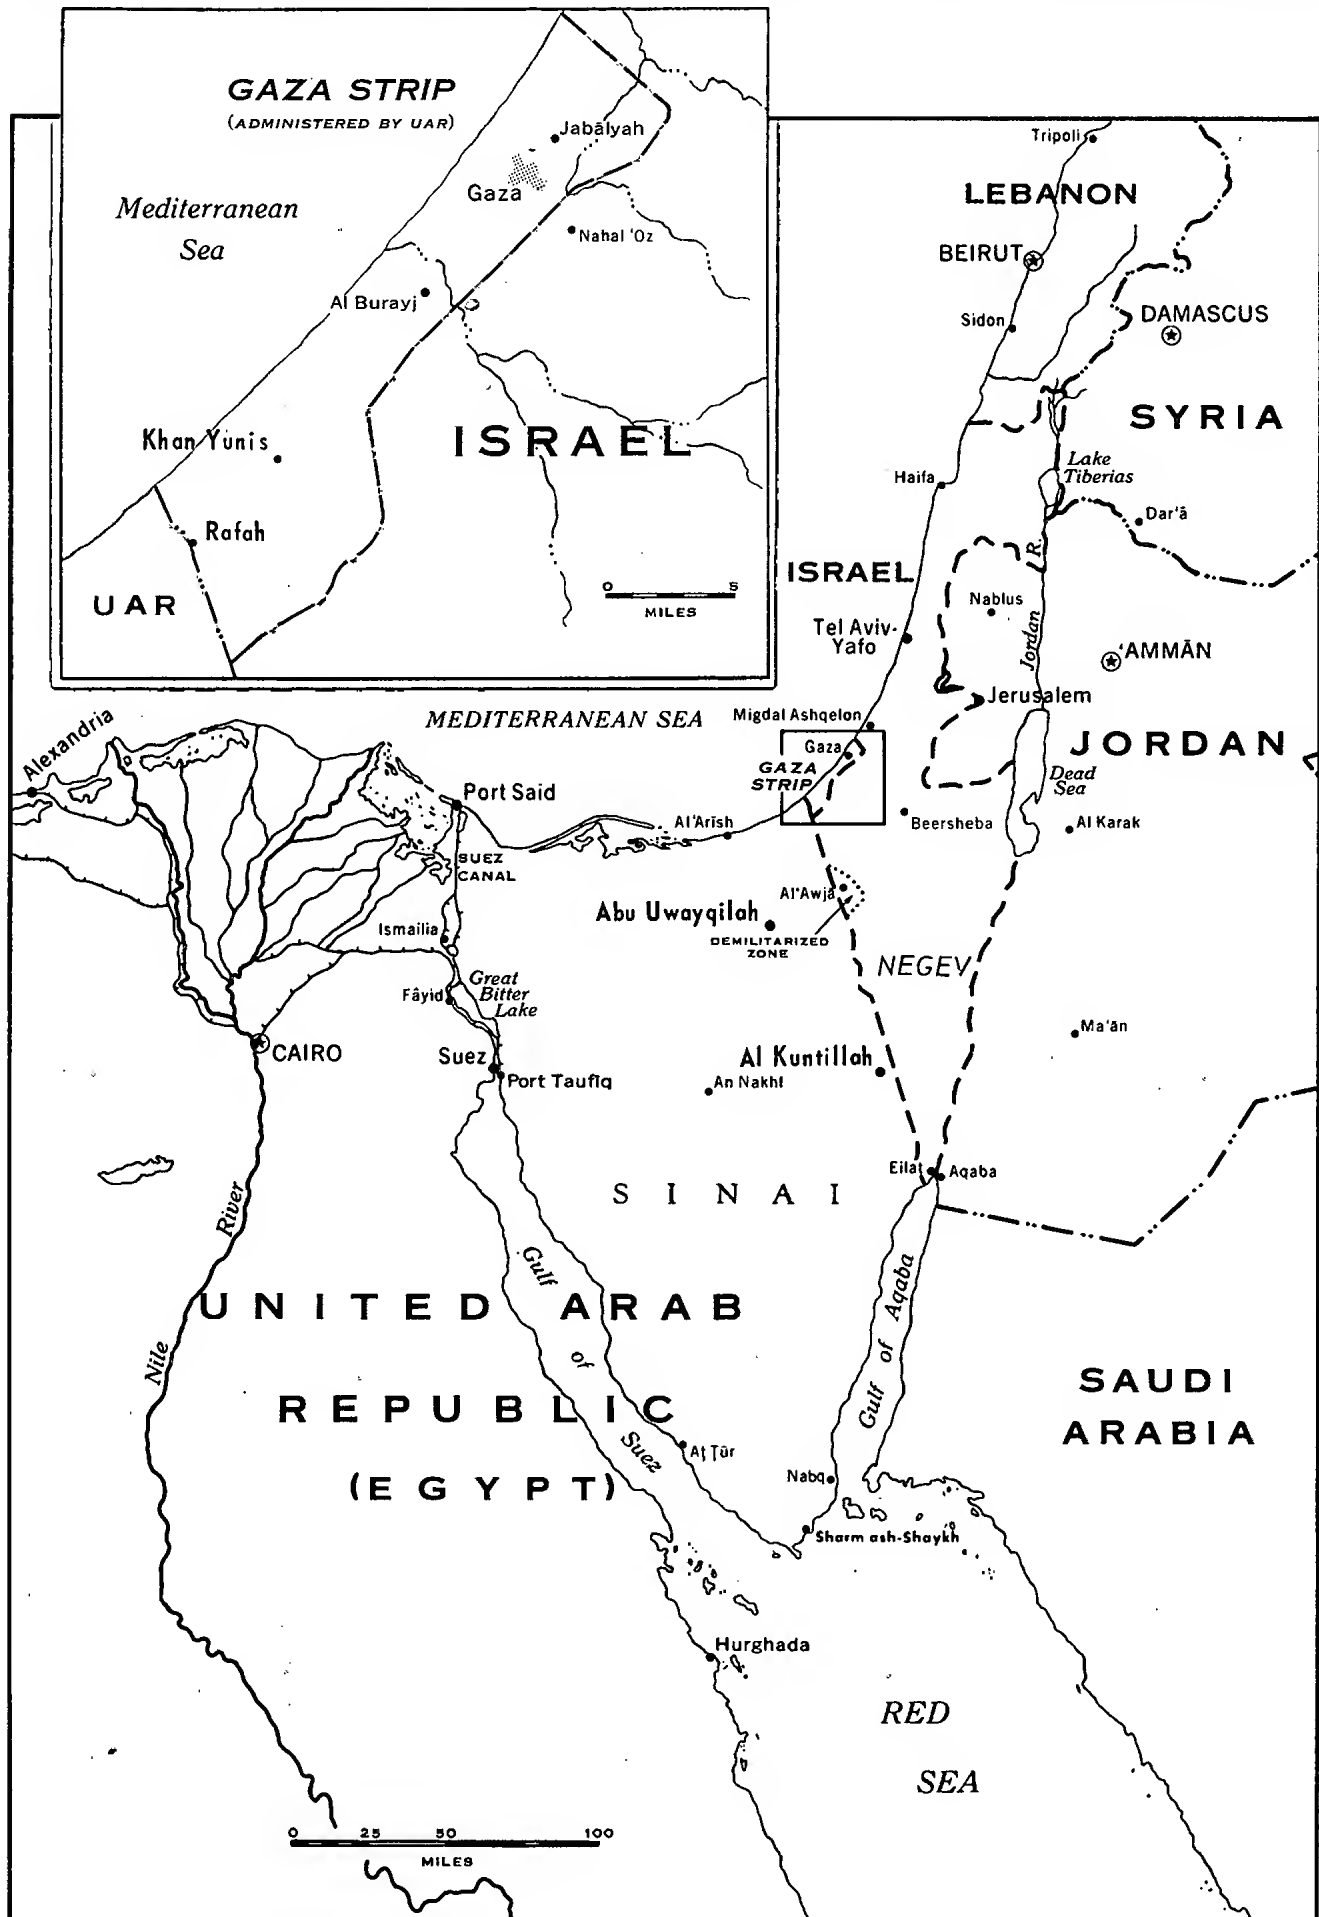 GAZA STRIP
(ADMINISTERED BY UAR)
Jabālyah
Gaza
Mediterranean
Sea
Nahal 'Oz
Al Burayj
Khan Yūnis
ISRAEL
Rafah
UAR
0 5
MILES
Tripoli
LEBANON
BEIRUT
Sidon
DAMASCUS
SYRIA
Lake
Tiberias
Haifa
Dar'ā
ISRAEL
Nablus
Jordan R.
Tel Aviv-
Yafo
'AMMĀN
Jerusalem
MEDITERRANEAN SEA
Migdal Ashqelon
JORDAN
Gaza
GAZA
STRIP
Dead
Sea
Alexandria
Port Said
Al 'Arīsh
Beersheba
Al Karak
SUEZ
CANAL
Al 'Awjā
Abu Uwayqilah
DEMILITARIZED
ZONE
Ismailia
NEGEV
Great
Bitter
Lake
Fâyid
Ma'ān
CAIRO
Suez
Al Kuntillah
Port Taufīq
An Nakhl
Eilat
Aqaba
SINAI
Nile River
Gulf of Suez
Gulf of Aqaba
UNITED ARAB
REPUBLIC
(EGYPT)
SAUDI
ARABIA
Aṭ Ṭūr
Nabq
Sharm ash-Shaykh
Hurghada
RED
SEA
0 25 50 100
MILES